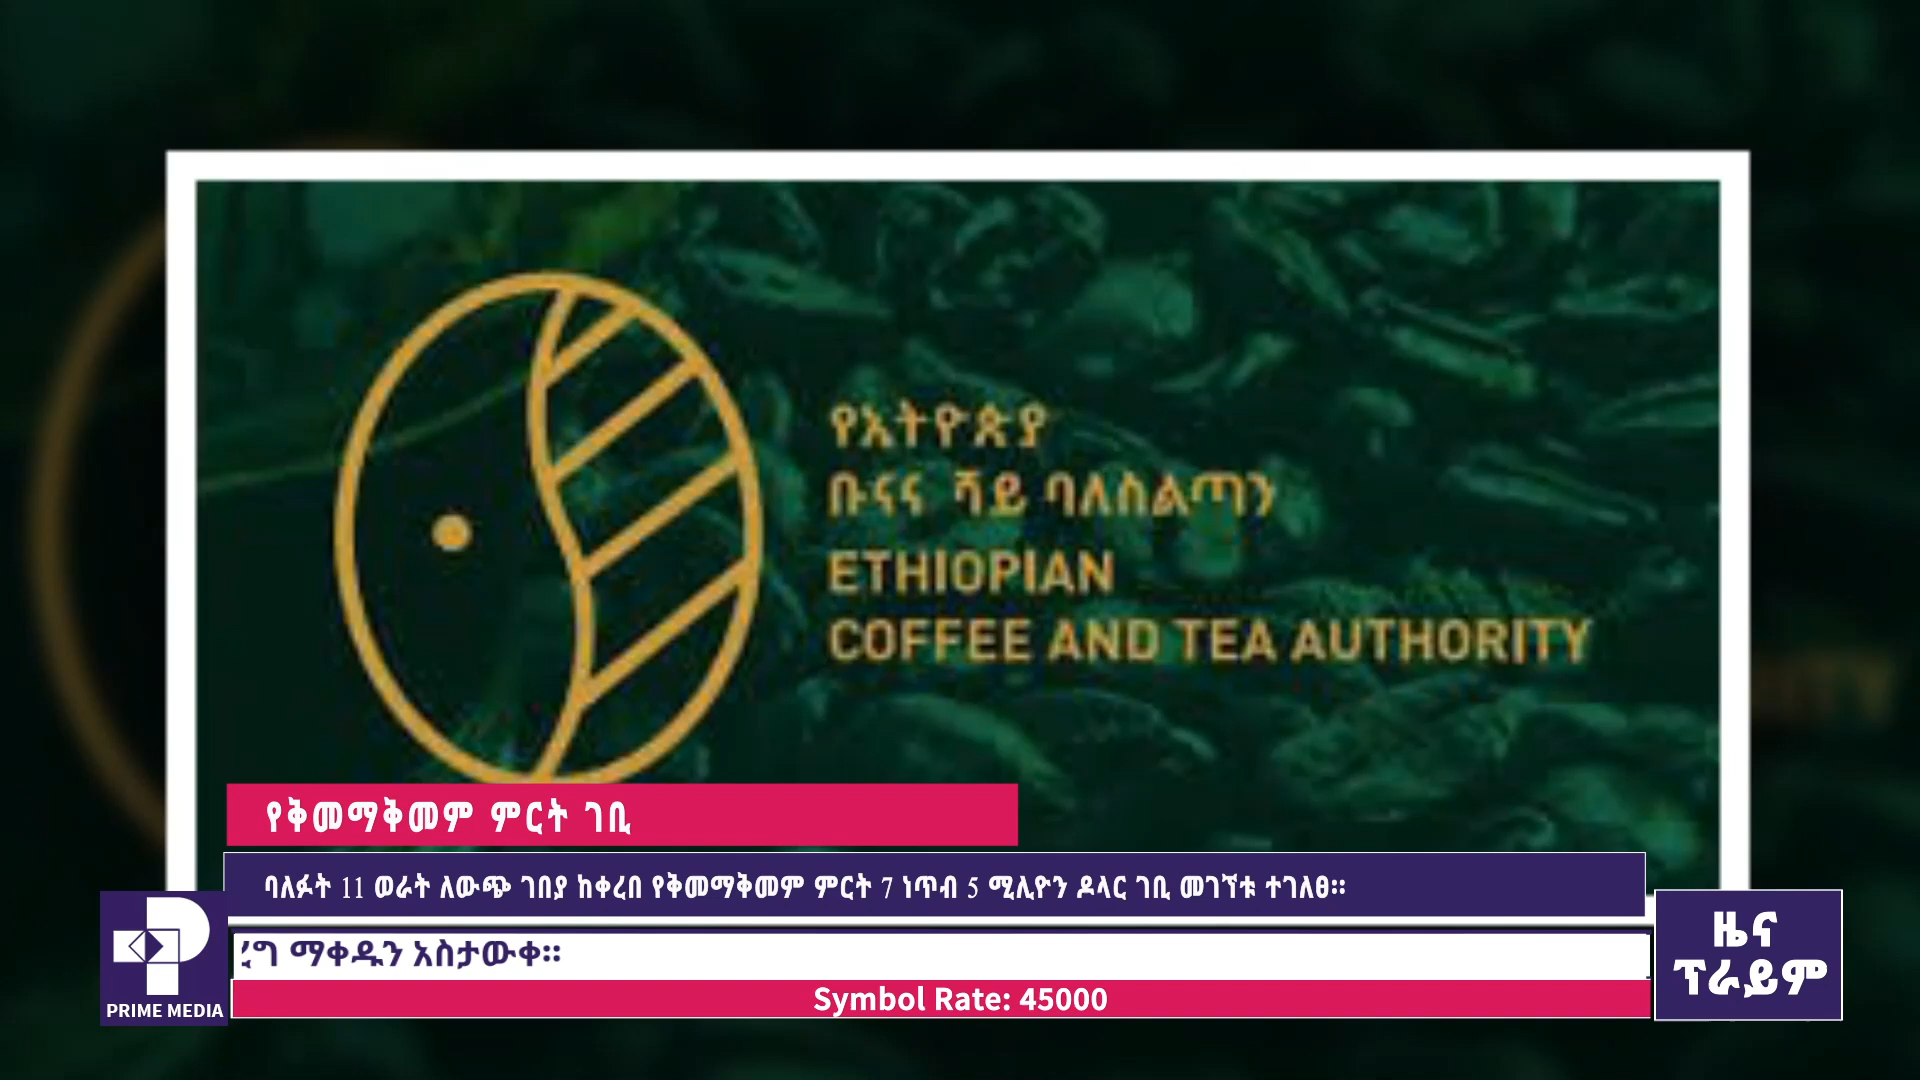 የኢትዮጵያ
ቡናና ሻይ ባለስልጣን
ETHIOPIAN
COFFEE AND TEA AUTHORITY
የቅመማቅመም ምርት ገቢ
ባለፉት 11 ወራት ለውጭ ገበያ ከቀረበ የቅመማቅመም ምርት 7 ነጥብ 5 ሚሊዮን ዶላር ገቢ መገኘቱ ተገለፀ።
ማቀዱን አስታውቀ።
Symbol Rate: 45000
PRIME MEDIA
ዜና
ፕራይም